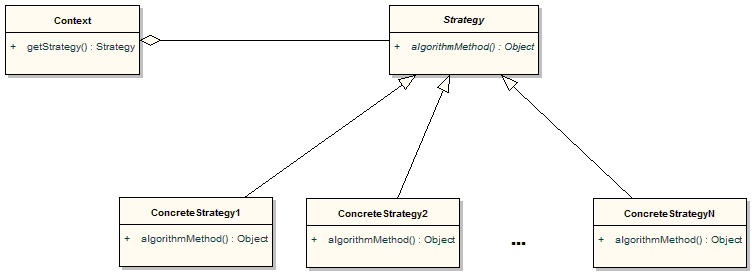 Context
+ getStrategy() : Strategy
Strategy
+ algorithmMethod() : Object
ConcreteStrategy1
+ algorithmMethod() : Object
ConcreteStrategy2
+ algorithmMethod() : Object
...
ConcreteStrategyN
+ algorithmMethod() : Object